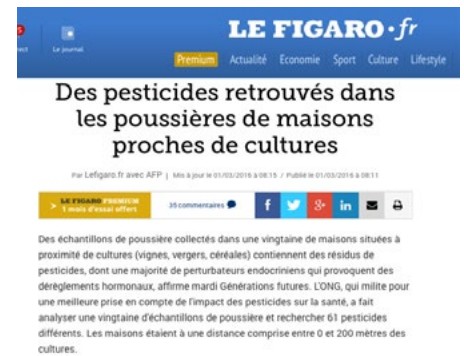 LE FIGARO·fr
Le journal
Premium Actualité Economie Sport Culture Lifestyle
Des pesticides retrouvés dans
les poussières de maisons
proches de cultures
Par Lefigaro.fr avec AFP | Mis à jour le 01/03/2016 à 08:15 / Publié le 01/03/2016 à 08:11
> LE FIGARO PREMIUM
1 mois d'essai offert
35 commentaires
f 8+ in
Des échantillons de poussière collectés dans une vingtaine de maisons situées à
proximité de cultures (vignes, vergers, céréales) contiennent des résidus de
pesticides, dont une majorité de perturbateurs endocriniens qui provoquent des
dérèglements hormonaux, affirme mardi Générations futures. L'ONG, qui milite pour
une meilleure prise en compte de l'impact des pesticides sur la santé, a fait
analyser une vingtaine d'échantillons de poussière et rechercher 61 pesticides
différents. Les maisons étaient à une distance comprise entre 0 et 200 mètres des
cultures.